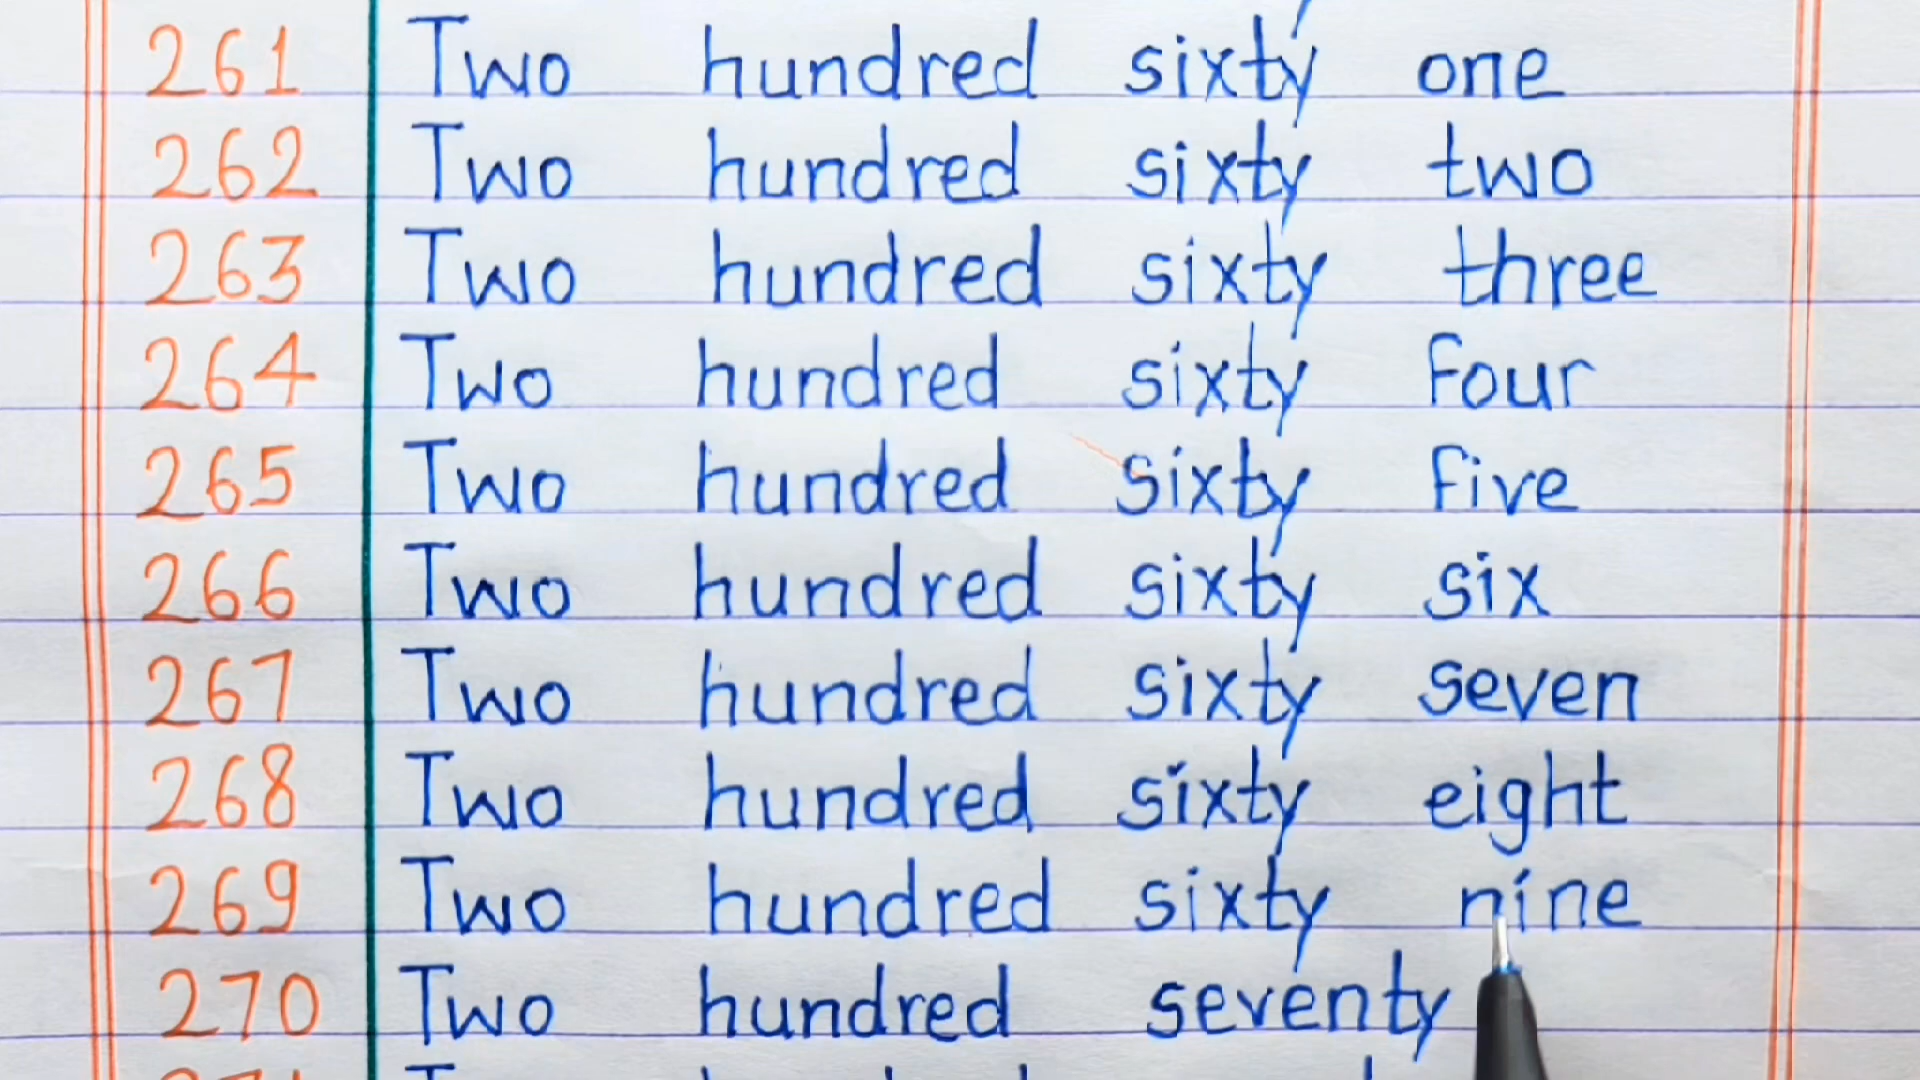 261 Two hundred sixty one
262 Two hundred sixty two
263 Two hundred sixty three
264 Two hundred sixty four
265 Two hundred sixty five
266 Two hundred sixty six
267 Two hundred sixty seven
268 Two hundred sixty eight
269 Two hundred sixty nine
270 Two hundred seventy